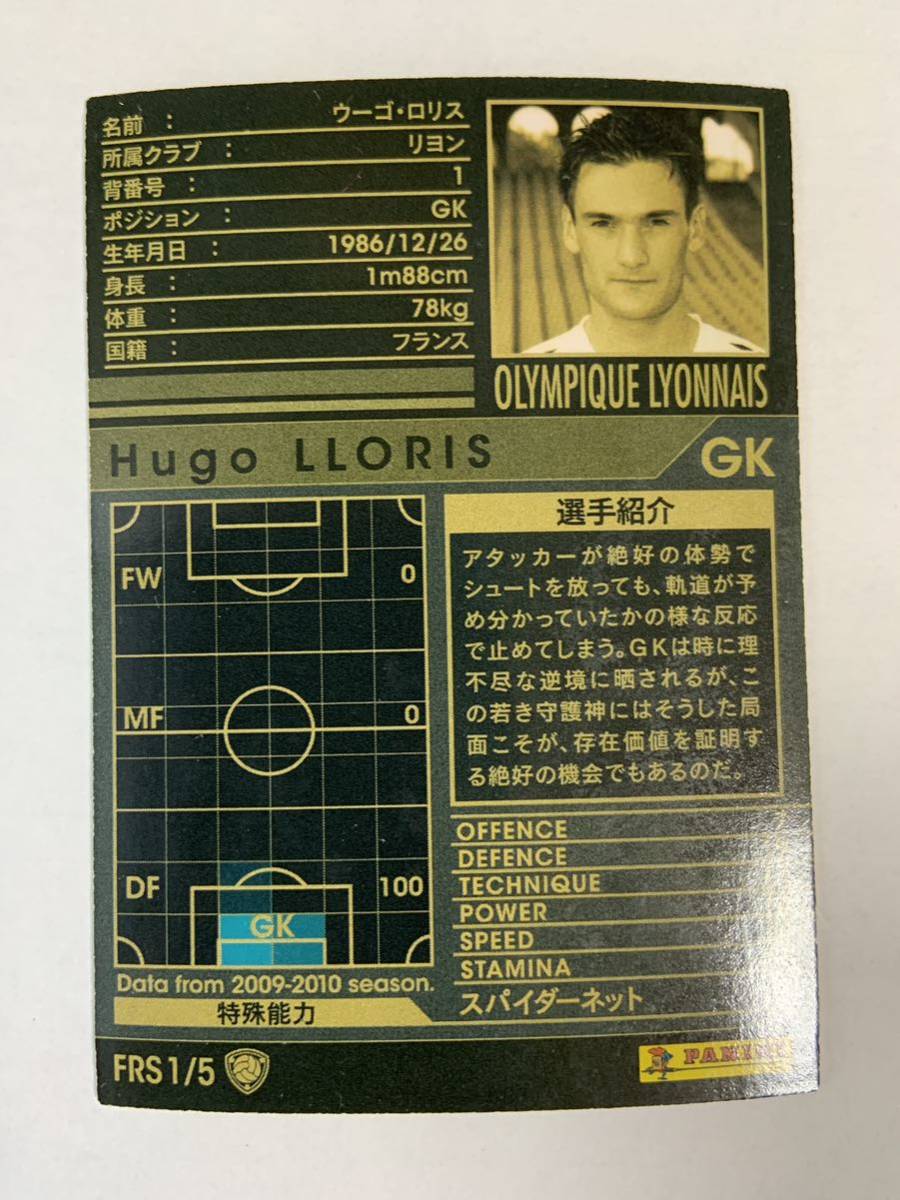 名前 : ウーゴ・ロリス
所属クラブ : リヨン
背番号 : 1
ポジション : GK
生年月日 : 1986/12/26
身長 : 1m88cm
体重 : 78kg
国籍 : フランス
OLYMPIQUE LYONNAIS
Hugo LLORIS
GK
FW 0
MF 0
DF 100
GK
Data from 2009-2010 season.
選手紹介
アタッカーが絶好の体勢で
シュートを放っても、軌道が予
め分かっていたかの様な反応
で止めてしまう。GKは時に理
不尽な逆境に晒されるが、こ
の若き守護神にはそうした局
面こそが、存在価値を証明す
る絶好の機会でもあるのだ。
OFFENCE
DEFENCE
TECHNIQUE
POWER
SPEED
STAMINA
特殊能力 スパイダーネット
FRS 1/5
PANINI